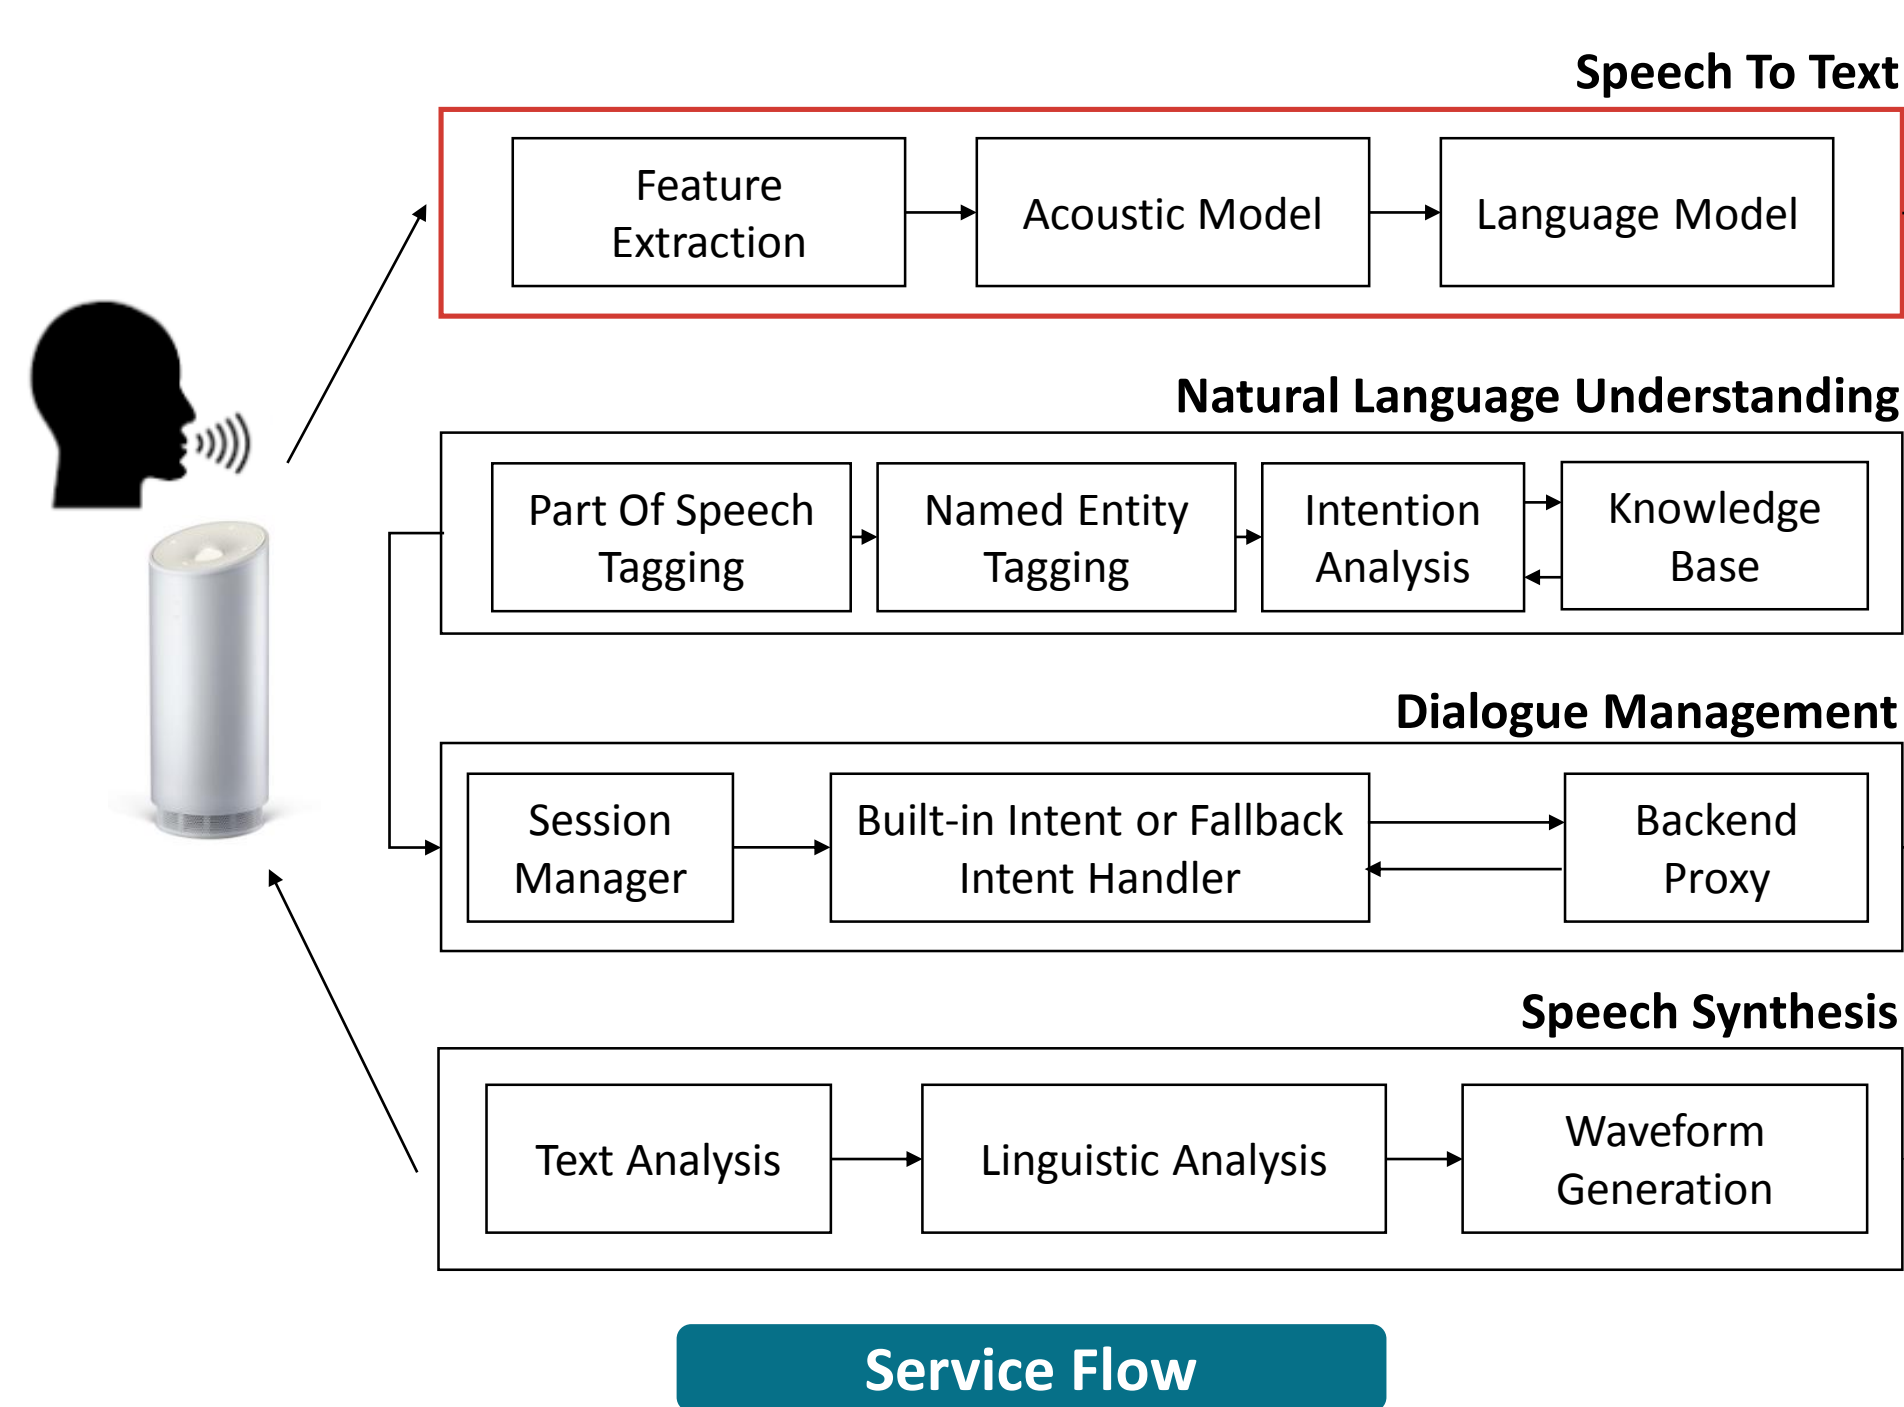 Speech To Text
Feature
Extraction
Acoustic Model
Language Model
Natural Language Understanding
Part Of Speech
Tagging
Named Entity
Tagging
Intention
Analysis
Knowledge
Base
Dialogue Management
Session
Manager
Built-in Intent or Fallback
Intent Handler
Backend
Proxy
Speech Synthesis
Text Analysis
Linguistic Analysis
Waveform
Generation
Service Flow